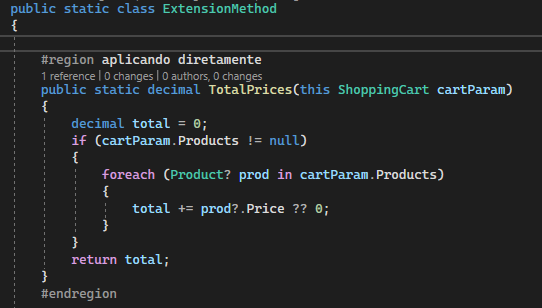 public static class ExtensionMethod
{
#region aplicando diretamente
1 reference | 0 changes | 0 authors, 0 changes
public static decimal TotalPrices(this ShoppingCart cartParam)
{
decimal total = 0;
if (cartParam.Products != null)
{
foreach (Product? prod in cartParam.Products)
{
total += prod?.Price ?? 0;
}
}
return total;
}
#endregion